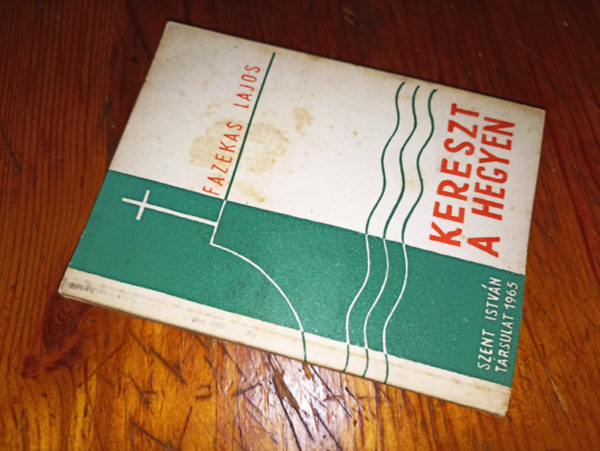 FAZEKAS LAJOS
KERESZT
A HEGYEN
SZENT ISTVÁN
TÁRSULAT 1965